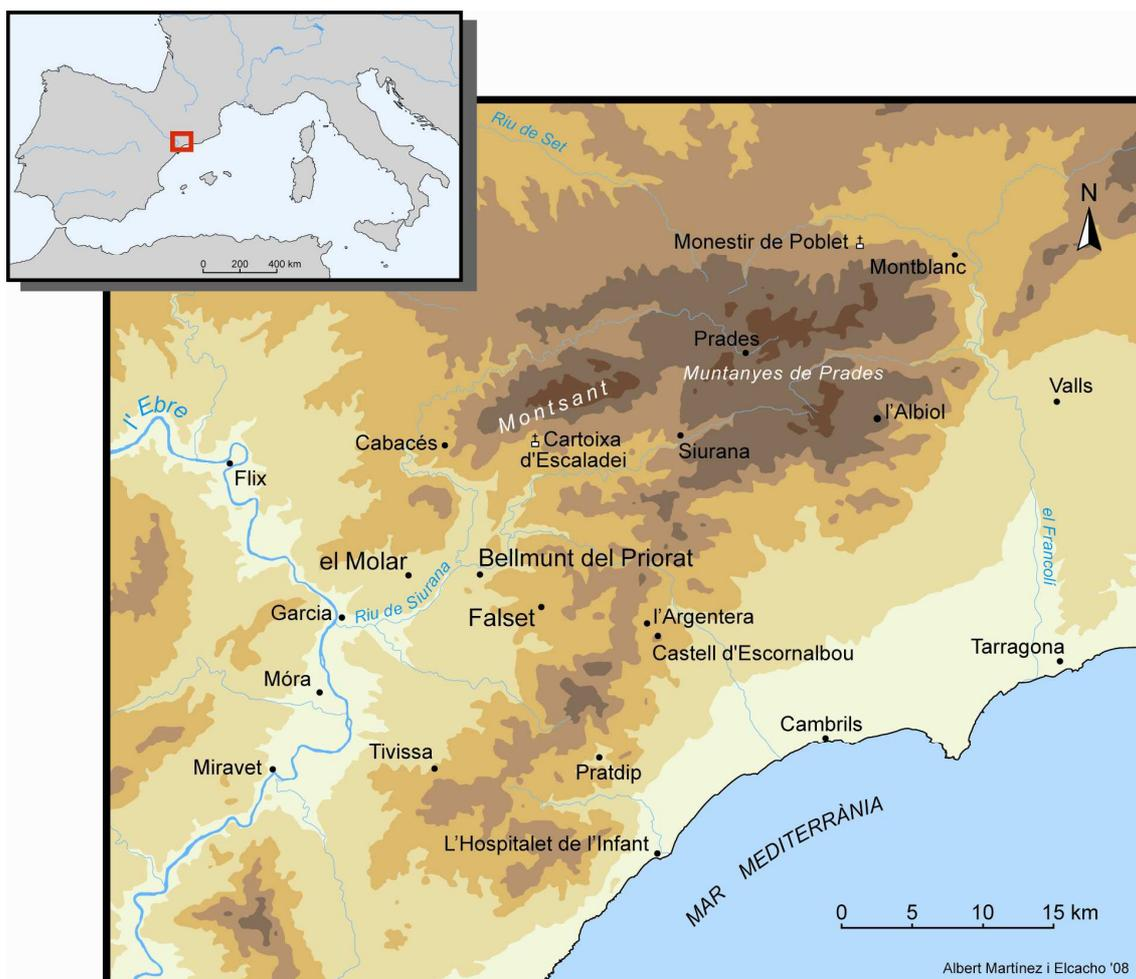 0 200 400 km
Riu de Set
N
Monestir de Poblet
Montblanc
Prades
Muntanyes de Prades
Valls
Montsant
l'Albiol
l'Ebre
Cabacés
Cartoixa
d'Escaladei
Siurana
Flix
el Francolí
el Molar
Bellmunt del Priorat
Riu de Siurana
Garcia
Falset
l'Argentera
Castell d'Escornalbou
Tarragona
Móra
Cambrils
Tivissa
Miravet
Pratdip
L'Hospitalet de l'Infant
MAR MEDITERRÀNIA
0 5 10 15 km
Albert Martínez i Elcacho '08